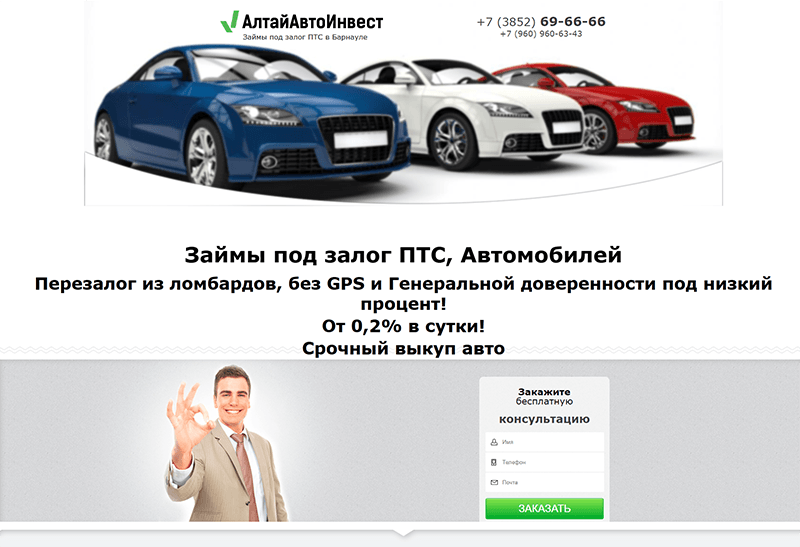 АлтайАвтоИнвест
Займы под залог ПТС в Барнауле
+7 (3852) 69-66-66
+7 (960) 960-63-43
Займы под залог ПТС, Автомобилей
Перезалог из ломбардов, без GPS и Генеральной доверенности под низкий
процент!
От 0,2% в сутки!
Срочный выкуп авто
Закажите
бесплатную
консультацию
Имя
Телефон
Почта
ЗАКАЗАТЬ